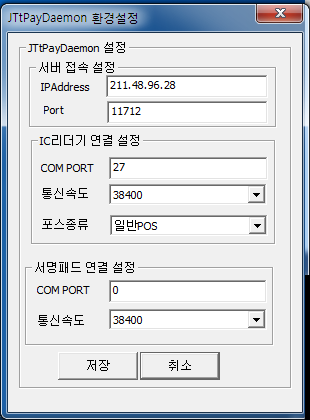 JTtPayDaemon 환경설정
JTtPayDaemon 설정
서버 접속 설정
IPAddress 211.48.96.28
Port 11712
IC리더기 연결 설정
COM PORT 27
통신속도 38400
포스종류 일반POS
서명패드 연결 설정
COM PORT 0
통신속도 38400
저장 취소